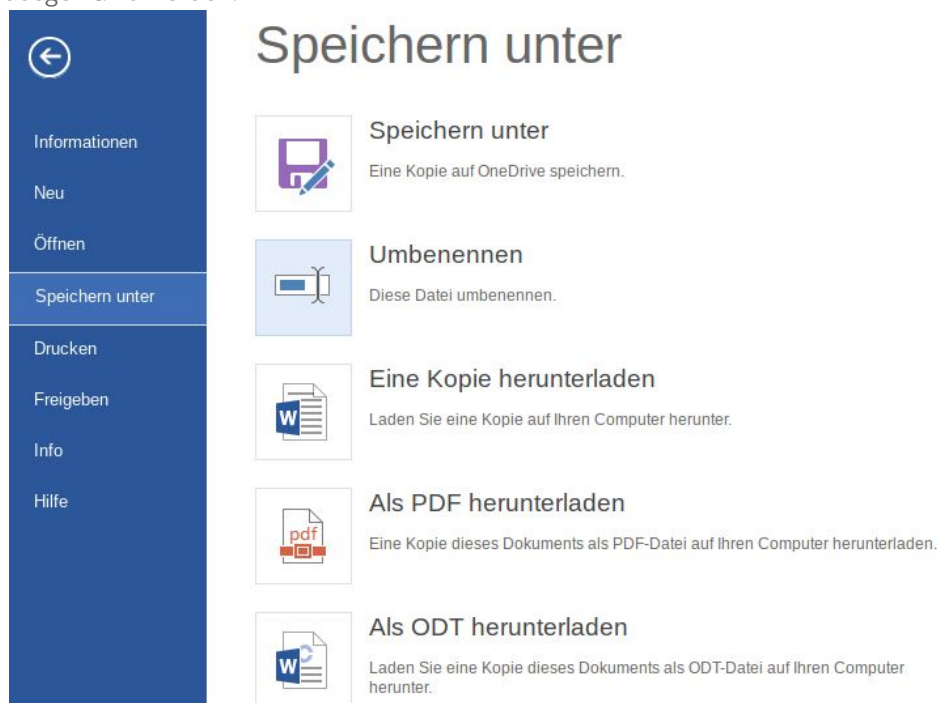 Speichern unter
Informationen
Neu
Öffnen
Speichern unter
Drucken
Freigeben
Info
Hilfe
Speichern unter
Eine Kopie auf OneDrive speichern.
Umbenennen
Diese Datei umbenennen.
W
Eine Kopie herunterladen
Laden Sie eine Kopie auf Ihren Computer herunter.
pdf
Als PDF herunterladen
Eine Kopie dieses Dokuments als PDF-Datei auf Ihren Computer herunterladen.
W
Als ODT herunterladen
Laden Sie eine Kopie dieses Dokuments als ODT-Datei auf Ihren Computer
herunter.